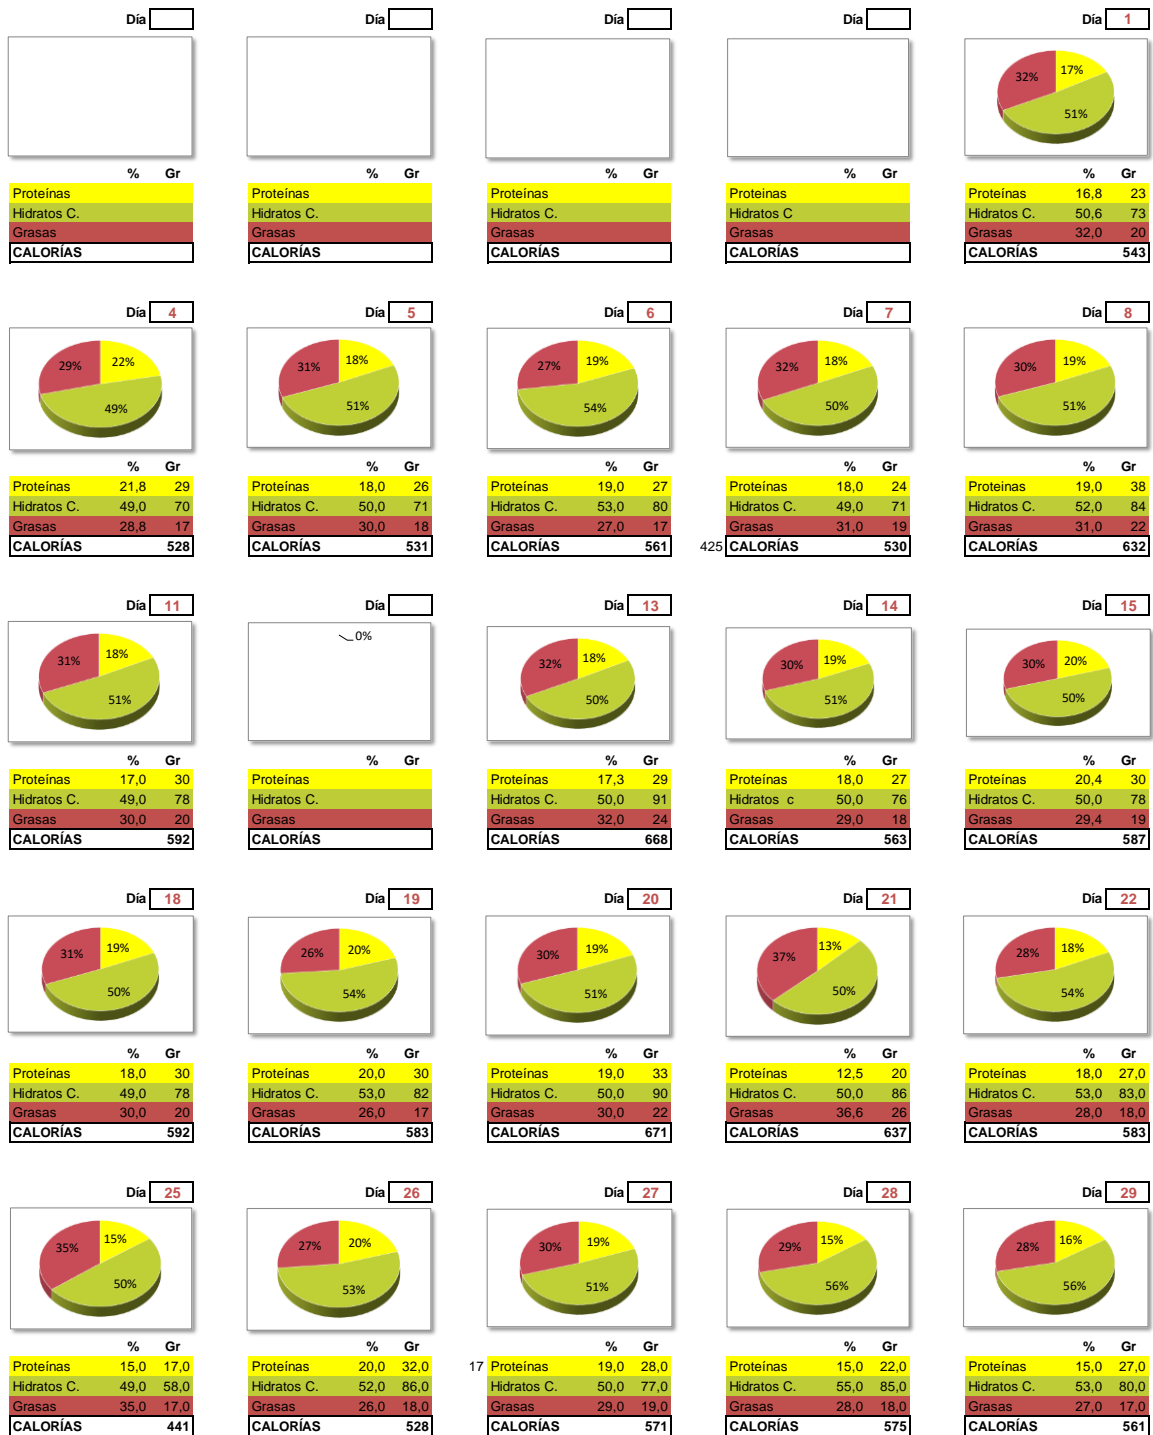 Día Día Día Día Día 1
32% 17%
51%
% Gr % Gr % Gr % Gr % Gr
Proteínas Proteínas Proteínas Proteinas Proteínas 16,8 23
Hidratos C. Hidratos C. Hidratos C. Hidratos C Hidratos C. 50,6 73
Grasas Grasas Grasas Grasas Grasas 32,0 20
CALORÍAS CALORÍAS CALORÍAS CALORÍAS CALORÍAS 543
Día 4 Día 5 Día 6 Día 7 Día 8
29% 22% 31% 18% 27% 19% 32% 18% 30% 19%
49% 51% 54% 50% 51%
% Gr % Gr % Gr % Gr % Gr
Proteínas 21,8 29 Proteínas 18,0 26 Proteínas 19,0 27 Proteínas 18,0 24 Proteínas 19,0 38
Hidratos C. 49,0 70 Hidratos C. 50,0 71 Hidratos C. 53,0 80 Hidratos C. 49,0 71 Hidratos C. 52,0 84
Grasas 28,8 17 Grasas 30,0 18 Grasas 27,0 17 Grasas 31,0 19 Grasas 31,0 22
CALORÍAS 528 CALORÍAS 531 CALORÍAS 561 425 CALORÍAS 530 CALORÍAS 632
Día 11 Día Día 13 Día 14 Día 15
31% 18% 0% 32% 18% 30% 19% 30% 20%
51% 50% 51% 50%
% Gr % Gr % Gr % Gr % Gr
Proteínas 17,0 30 Proteínas Proteínas 17,3 29 Proteínas 18,0 27 Proteínas 20,4 30
Hidratos C. 49,0 78 Hidratos C. Hidratos C. 50,0 91 Hidratos c 50,0 76 Hidratos C. 50,0 78
Grasas 30,0 20 Grasas Grasas 32,0 24 Grasas 29,0 18 Grasas 29,4 19
CALORÍAS 592 CALORÍAS CALORÍAS 668 CALORÍAS 563 CALORÍAS 587
Día 18 Día 19 Día 20 Día 21 Día 22
31% 19% 26% 20% 30% 19% 37% 13% 28% 18%
50% 54% 51% 50% 54%
% Gr % Gr % Gr % Gr % Gr
Proteínas 18,0 30 Proteínas 20,0 30 Proteínas 19,0 33 Proteínas 12,5 20 Proteínas 18,0 27,0
Hidratos C. 49,0 78 Hidratos C. 53,0 82 Hidratos C. 50,0 90 Hidratos C. 50,0 86 Hidratos C. 53,0 83,0
Grasas 30,0 20 Grasas 26,0 17 Grasas 30,0 22 Grasas 36,6 26 Grasas 28,0 18,0
CALORÍAS 592 CALORÍAS 583 CALORÍAS 671 CALORÍAS 637 CALORÍAS 583
Día 25 Día 26 Día 27 Día 28 Día 29
35% 15% 27% 20% 30% 19% 29% 15% 28% 16%
50% 53% 51% 56% 56%
% Gr % Gr % Gr % Gr % Gr
Proteínas 15,0 17,0 Proteínas 20,0 32,0 17 Proteínas 19,0 28,0 Proteínas 15,0 22,0 Proteínas 15,0 27,0
Hidratos C. 49,0 58,0 Hidratos C. 52,0 86,0 Hidratos C. 50,0 77,0 Hidratos C. 55,0 85,0 Hidratos C. 53,0 80,0
Grasas 35,0 17,0 Grasas 26,0 18,0 Grasas 29,0 19,0 Grasas 28,0 18,0 Grasas 27,0 17,0
CALORÍAS 441 CALORÍAS 528 CALORÍAS 571 CALORÍAS 575 CALORÍAS 561